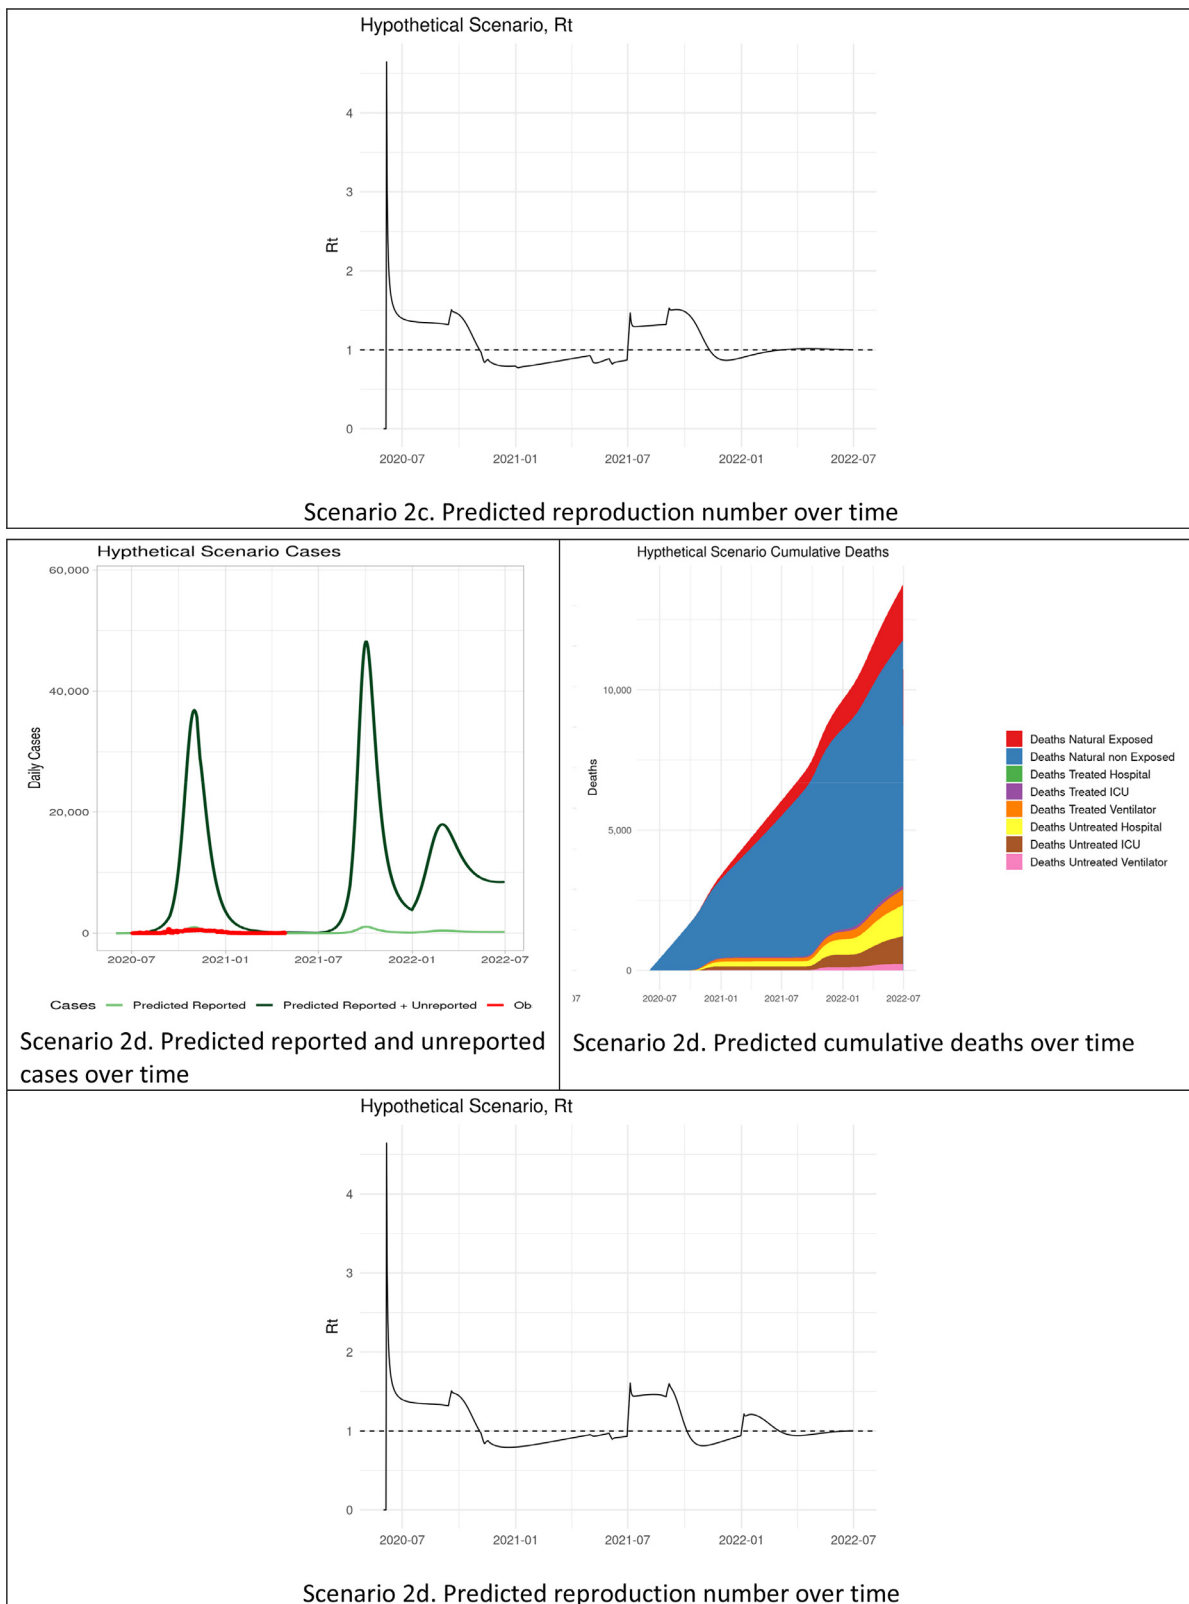 Hypothetical Scenario, Rt
4
3
2
1
0
Rt
2020-07 2021-01 2021-07 2022-01 2022-07
Scenario 2c. Predicted reproduction number over time
Hypthetical Scenario Cases
60,000
40,000
20,000
0
Daily Cases
2020-07 2021-01 2021-07 2022-01 2022-07
Cases Predicted Reported Predicted Reported + Unreported Ob
Scenario 2d. Predicted reported and unreported
cases over time
Hypthetical Scenario Cumulative Deaths
10,000
5,000
0
Deaths
07 2020-07 2021-01 2021-07 2022-01 2022-07
Deaths Natural Exposed
Deaths Natural non Exposed
Deaths Treated Hospital
Deaths Treated ICU
Deaths Treated Ventilator
Deaths Untreated Hospital
Deaths Untreated ICU
Deaths Untreated Ventilator
Scenario 2d. Predicted cumulative deaths over time
Hypothetical Scenario, Rt
4
3
2
1
0
Rt
2020-07 2021-01 2021-07 2022-01 2022-07
Scenario 2d. Predicted reproduction number over time